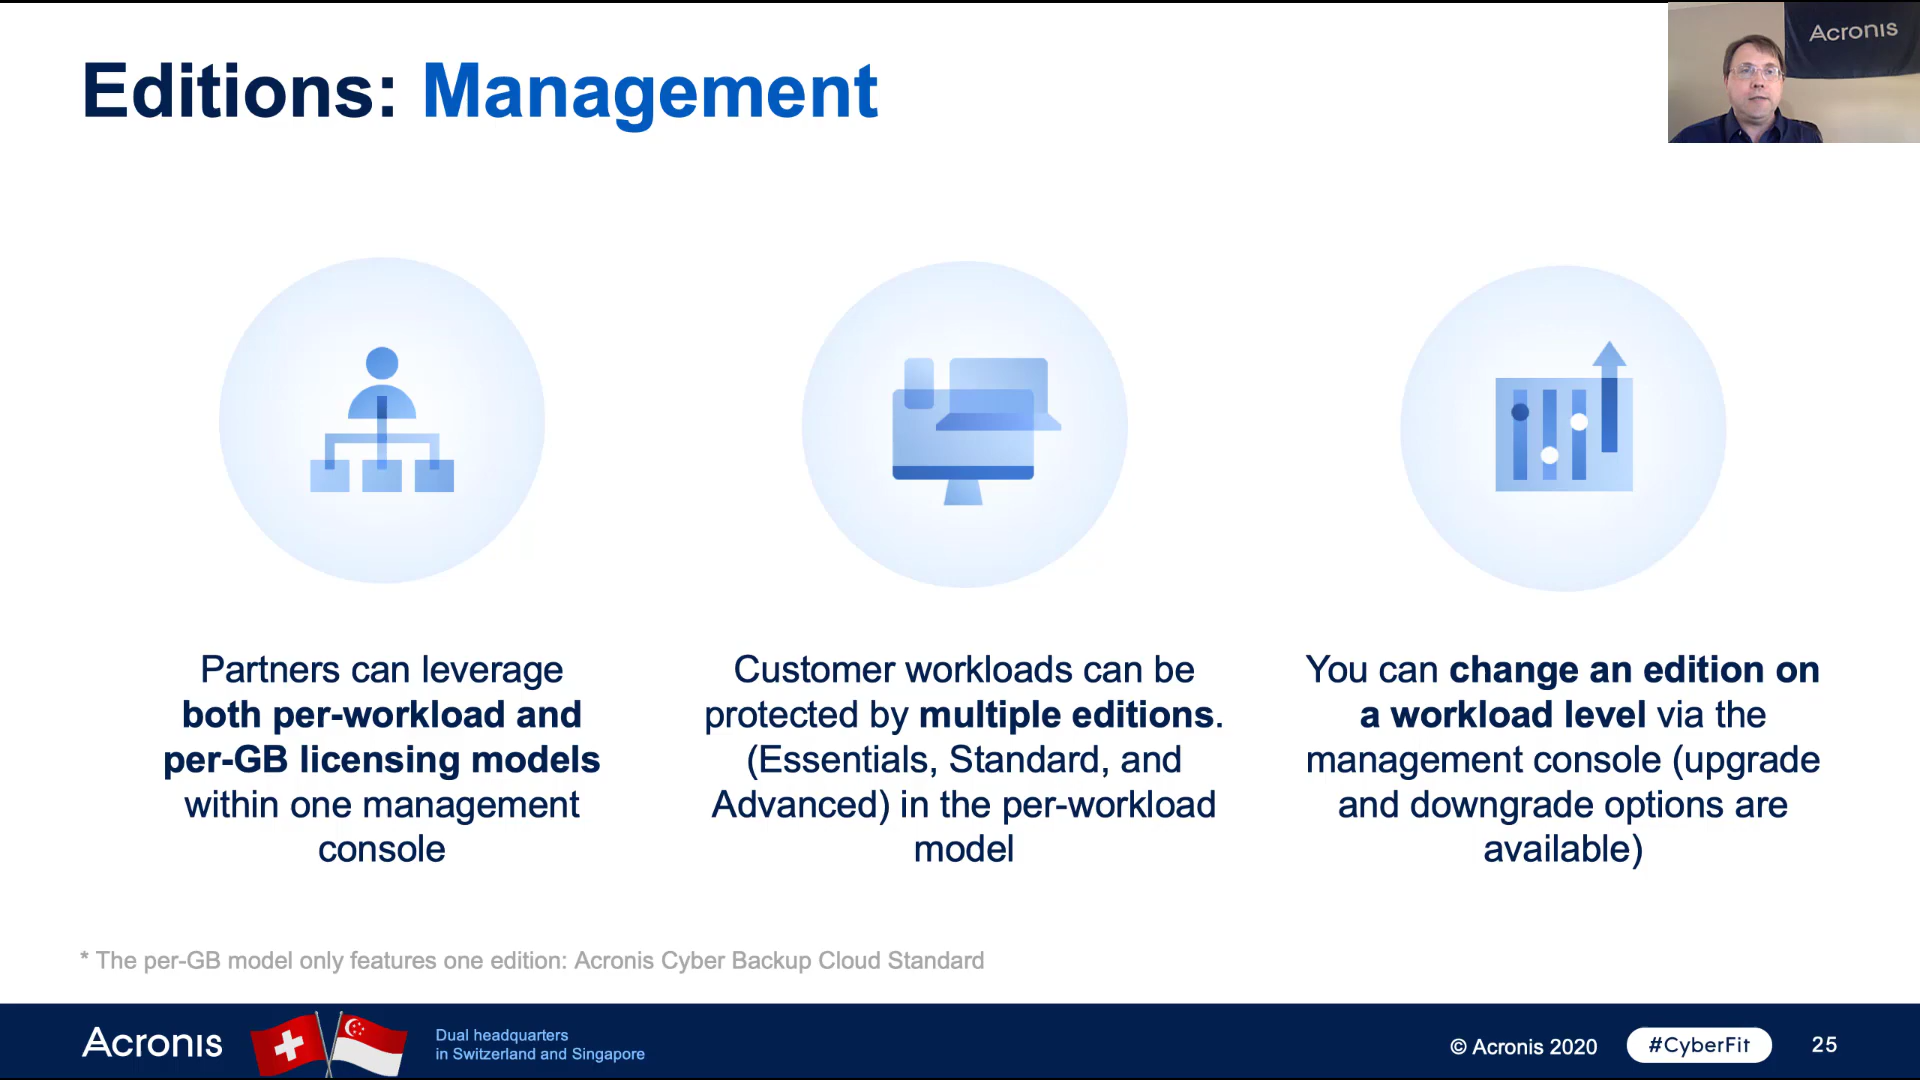 Editions: Management
Acronis
Partners can leverage
both per-workload and
per-GB licensing models
within one management
console
Customer workloads can be
protected by multiple editions.
(Essentials, Standard, and
Advanced) in the per-workload
model
You can change an edition on
a workload level via the
management console (upgrade
and downgrade options are
available)
* The per-GB model only features one edition: Acronis Cyber Backup Cloud Standard
Acronis
Dual headquarters
in Switzerland and Singapore
© Acronis 2020
#CyberFit
25